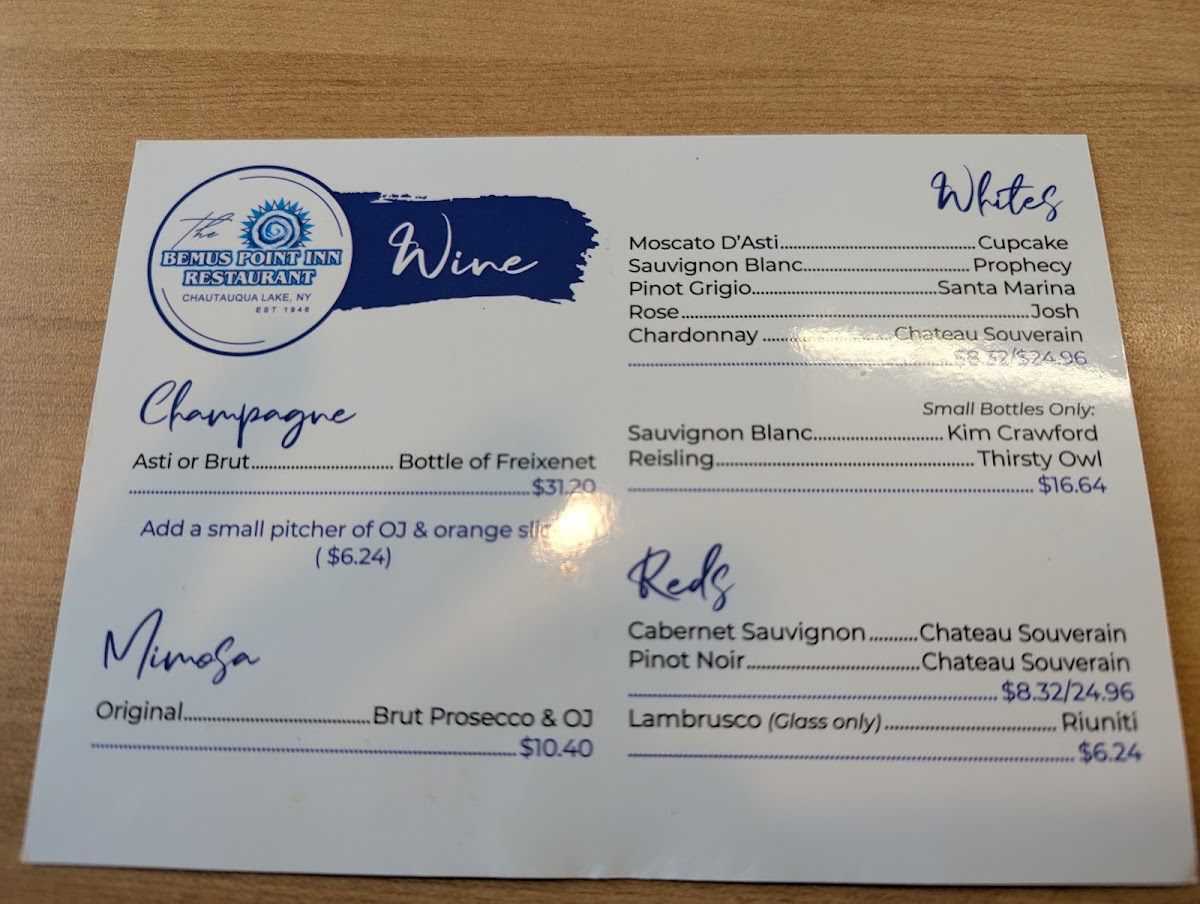 The
BEMUS POINT INN
RESTAURANT
CHAUTAUQUA LAKE, NY
EST 1946
Wine
Champagne
Asti or Brut.............................. Bottle of Freixenet
$31.20
Add a small pitcher of OJ & orange
( $6.24)
Mimosa
Original.............................. Brut Prosecco & OJ
$10.40
Whites
Moscato D'Asti.............................. Cupcake
Sauvignon Blanc.............................. Prophecy
Pinot Grigio.............................. Santa Marina
Rose.............................. Josh
Chardonnay .............................. Chateau Souverain
$8.32/$24.96
Small Bottles Only:
Sauvignon Blanc.............................. Kim Crawford
Reisling.............................. Thirsty Owl
$16.64
Reds
Cabernet Sauvignon .......... Chateau Souverain
Pinot Noir.............................. Chateau Souverain
$8.32/24.96
Lambrusco (Glass only) .............................. Riuniti
$6.24